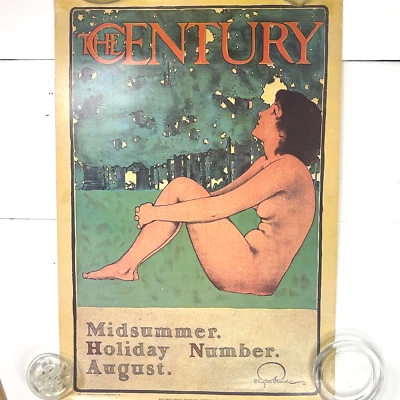 THE CENTURY
Midsummer.
Holiday Number.
August.